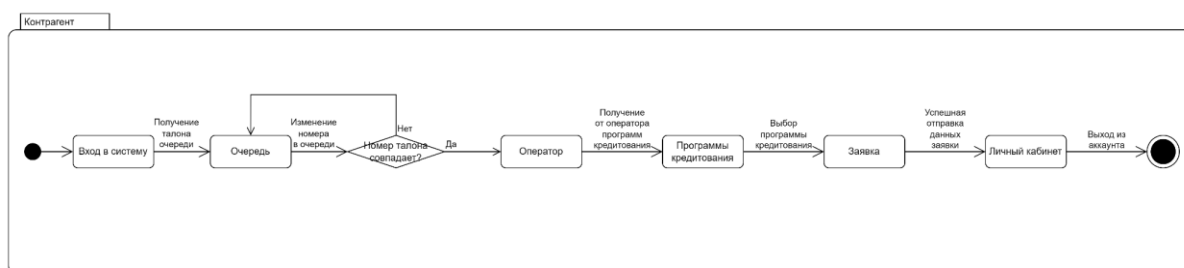 Контрагент
Вход в систему
Получение
талона
очереди
Очередь
Изменение
номера
в очереди
Нет
Номер талона
совпадает?
Да
Оператор
Получение
от оператора
программ
кредитования
Программы
кредитования
Выбор
программы
кредитования
Заявка
Успешная
отправка
данных
заявки
Личный кабинет
Выход из
аккаунта